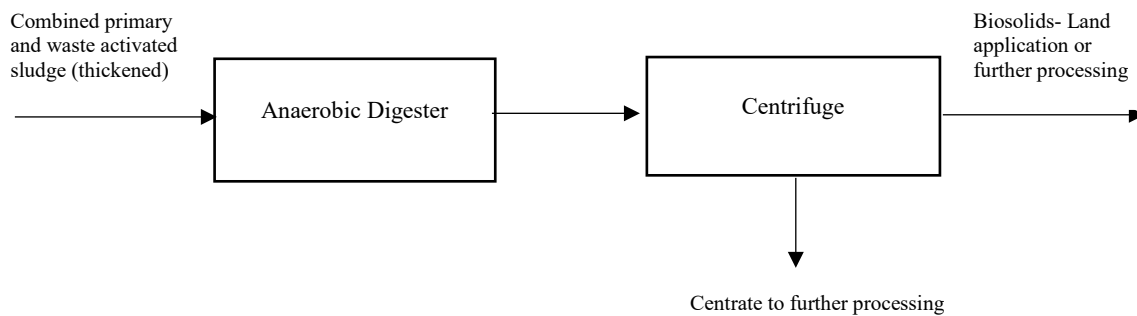 Combined primary
and waste activated
sludge (thickened)
Anaerobic Digester
Centrifuge
Biosolids- Land
application or
further processing
Centrate to further processing